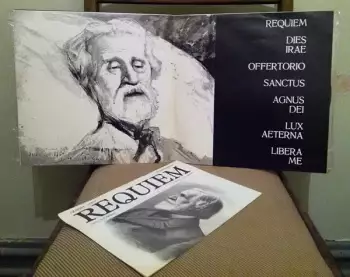 REQUIEM
DIES
IRAE
OFFERTORIO
SANCTUS
AGNUS
DEI
LUX
AETERNA
LIBERA
ME
REQUIEM